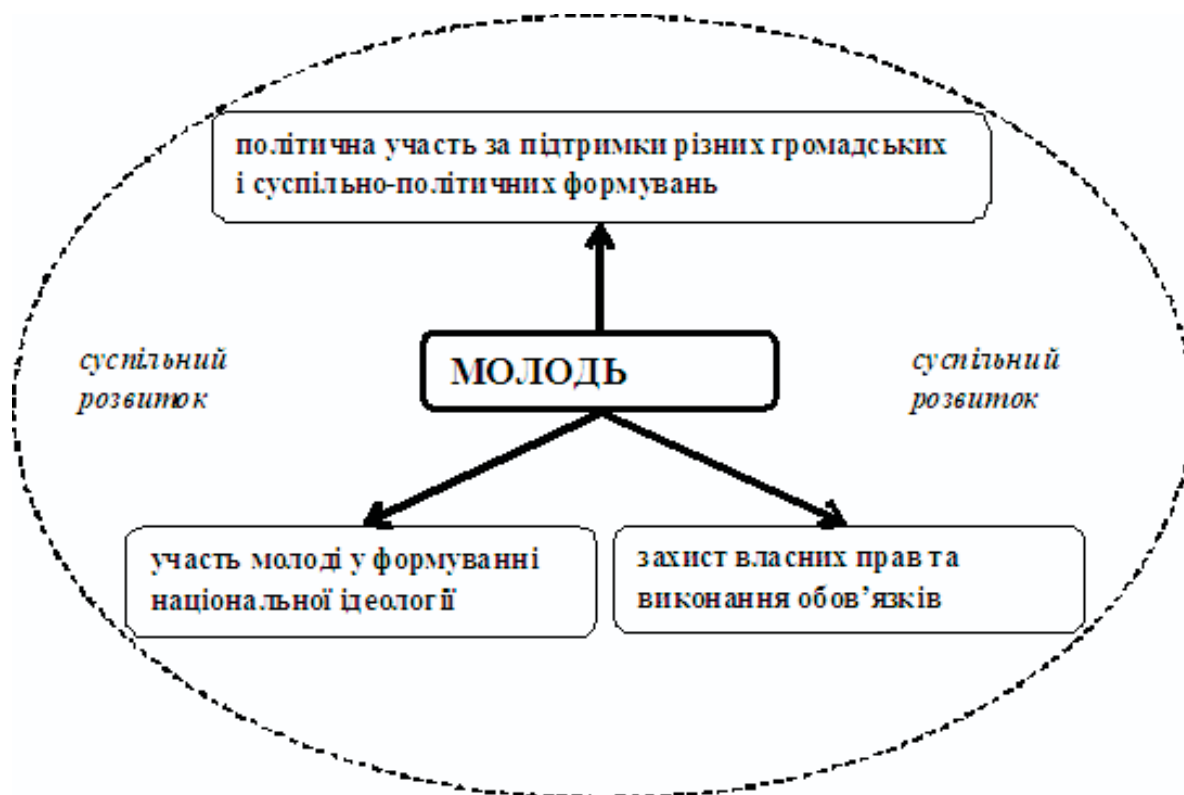 політична участь за підтримки різних громадських
і суспільно-політичних формувань
суспільний
розвиток
МОЛОДЬ
суспільний
розвиток
участь молоді у формуванні
національної ідеології
захист власних прав та
виконання обов’язків